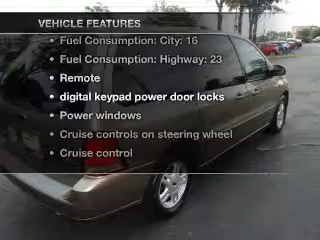 VEHICLE FEATURES
• Fuel Consumption: City: 16
• Fuel Consumption: Highway: 23
• Remote
• digital keypad power door locks
• Power windows
• Cruise controls on steering wheel
• Cruise control